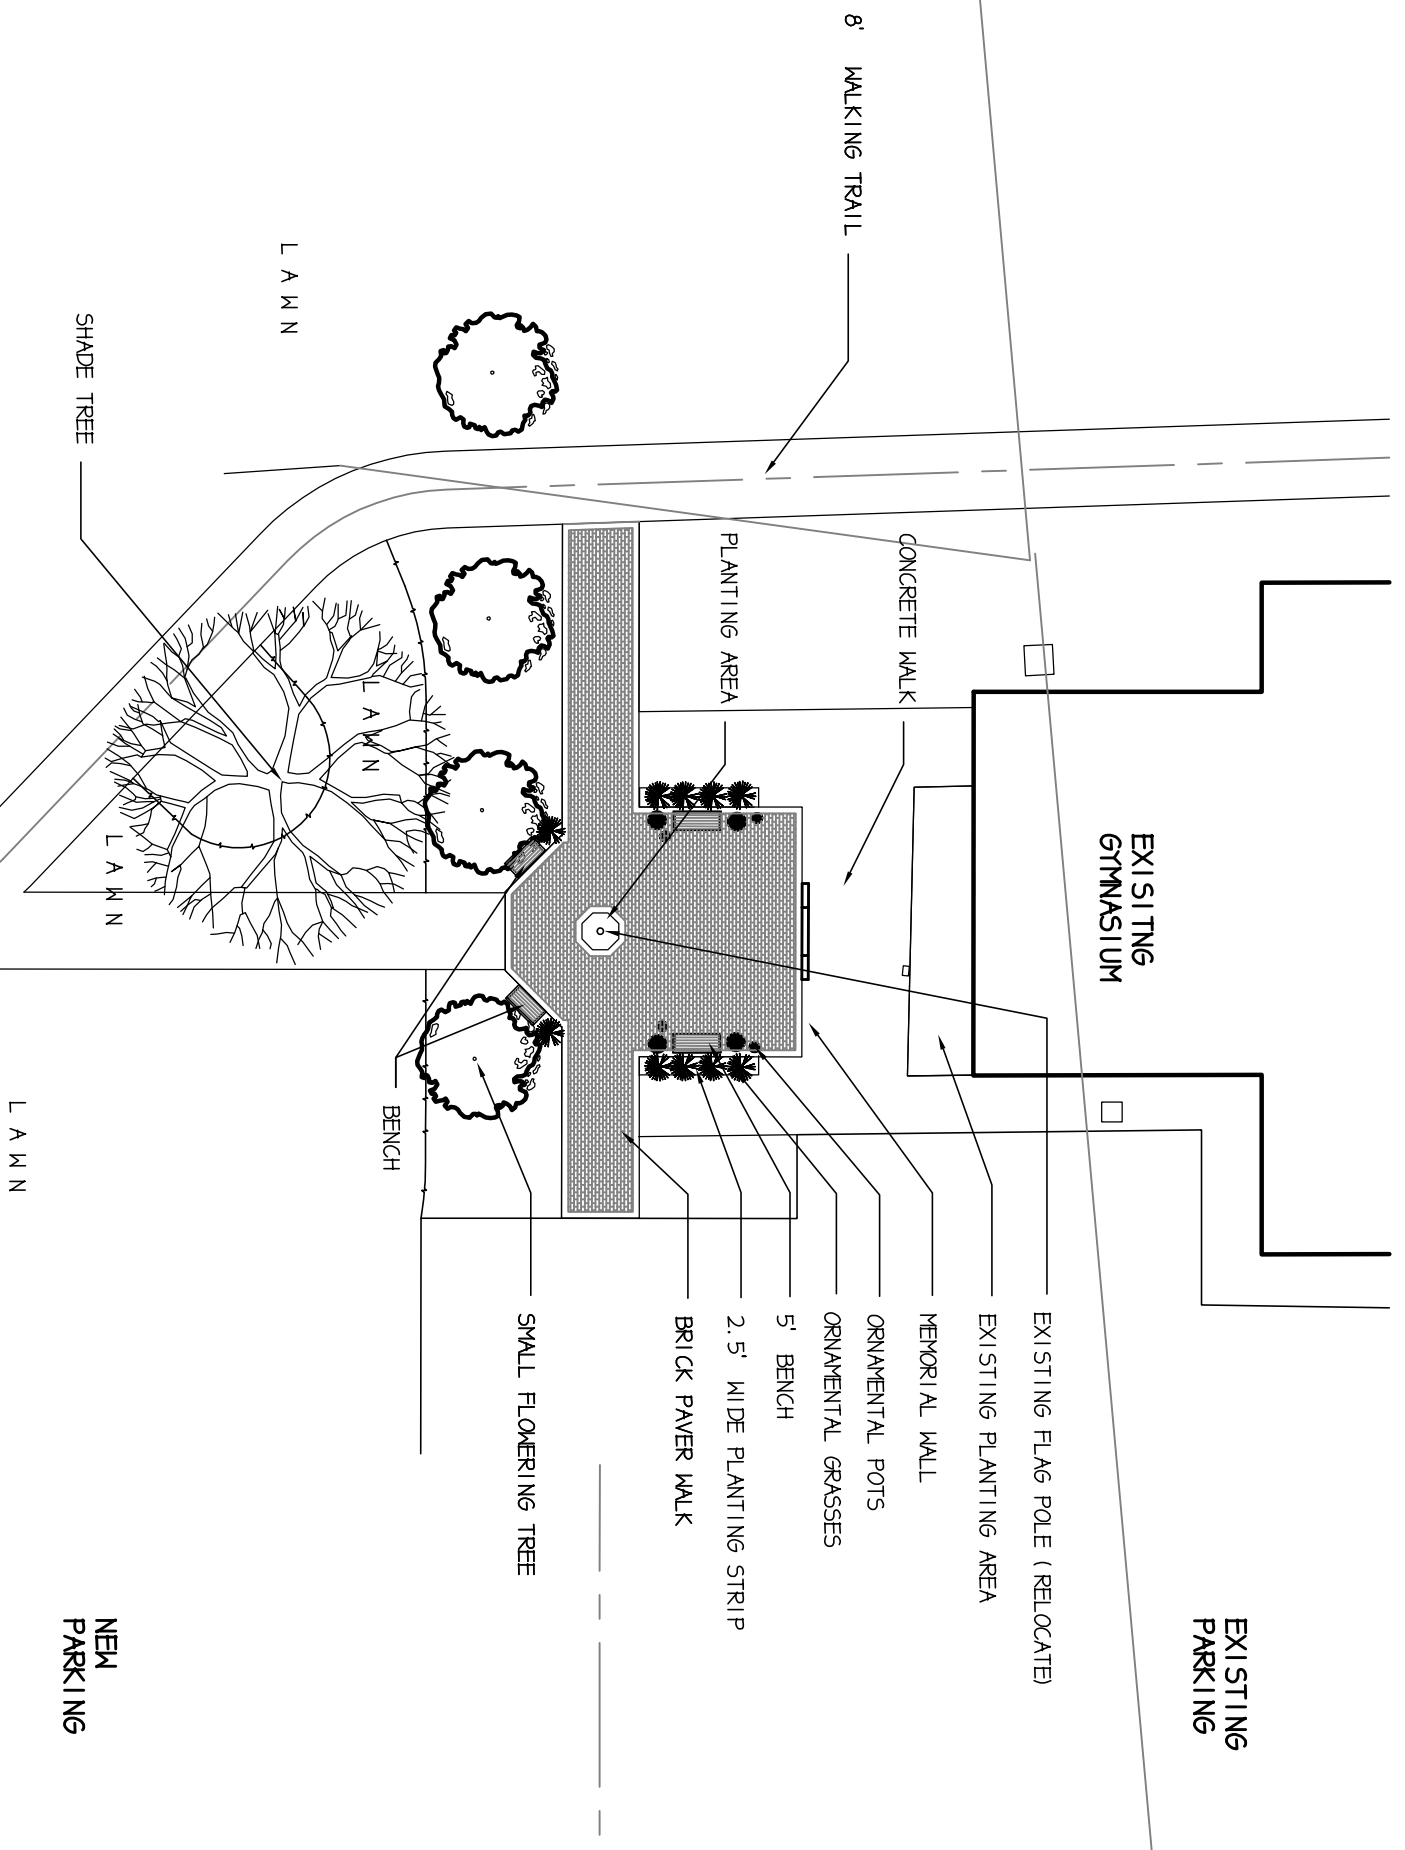 8' WALKING TRAIL
LAWN
SHADE TREE
CONCRETE WALK
PLANTING AREA
LAWN
LAWN
EXISITNG
GYMNASIUM
BENCH
LAWN
EXISTING FLAG POLE (RELOCATE)
EXISTING PLANTING AREA
MEMORIAL WALL
ORNAMENTAL POTS
ORNAMENTAL GRASSES
5' BENCH
2.5' WIDE PLANTING STRIP
BRICK PAVER WALK
SMALL FLOWERING TREE
EXISTING
PARKING
NEW
PARKING